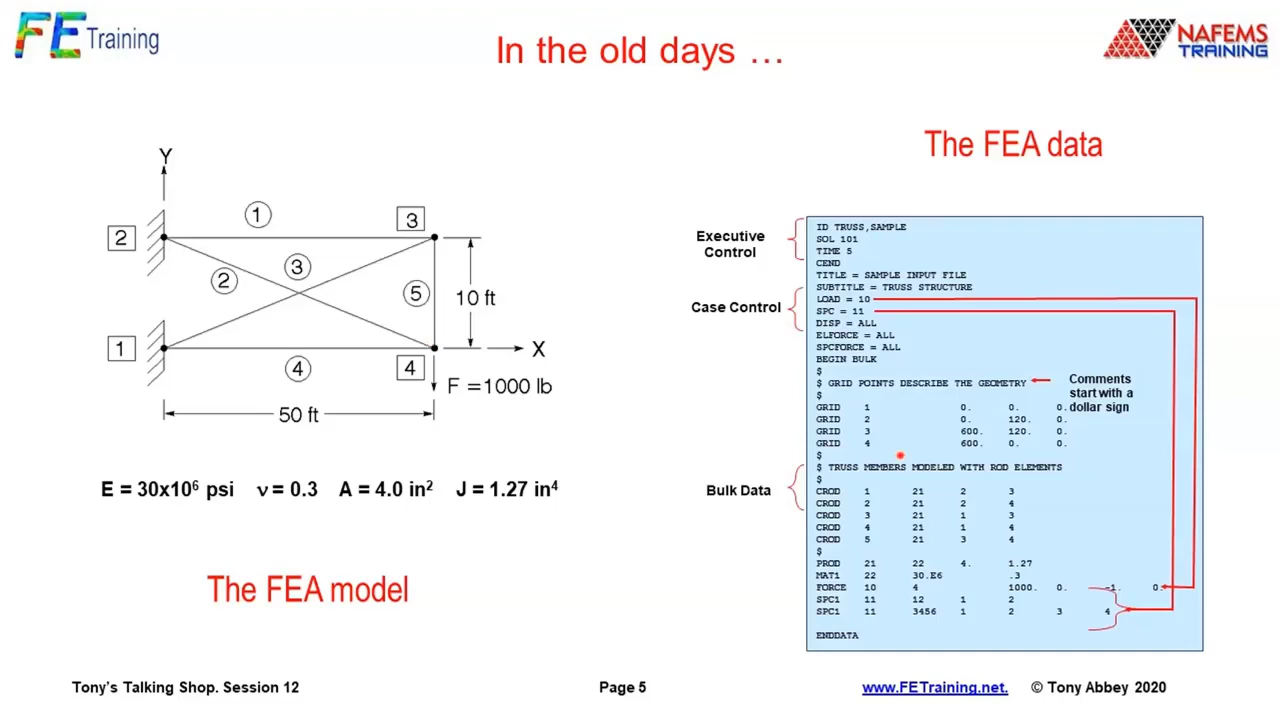 FE Training
In the old days …
NAFEMS
TRAINING
The FEA data
Y
1
3
2
3
2
5
10 ft
1
X
4
4
F =1000 lb
50 ft
E = 30x10⁶ psi ν = 0.3 A = 4.0 in² J = 1.27 in⁴
The FEA model
Executive
Control
Case Control
Bulk Data
ID TRUSS,SAMPLE
SOL 101
TIME 5
CEND
TITLE = SAMPLE INPUT FILE
SUBTITLE = TRUSS STRUCTURE
LOAD = 10
SPC = 11
DISP = ALL
ELFORCE = ALL
SPCFORCE = ALL
BEGIN BULK
$
$ GRID POINTS DESCRIBE THE GEOMETRY
$
Comments
start with a
dollar sign
GRID 1 0. 0. 0.
GRID 2 0. 120. 0.
GRID 3 600. 120. 0.
GRID 4 600. 0. 0.
$
$ TRUSS MEMBERS MODELED WITH ROD ELEMENTS
$
CROD 1 21 2 3
CROD 2 21 2 4
CROD 3 21 1 3
CROD 4 21 1 4
CROD 5 21 3 4
$
PROD 21 22 4. 1.27
MAT1 22 30.E6 .3
FORCE 10 4 1000. 0. -1. 0.
SPC1 11 12 1 2
SPC1 11 3456 1 2 3 4
ENDDATA
Tony's Talking Shop. Session 12
Page 5
www.FETraining.net. © Tony Abbey 2020